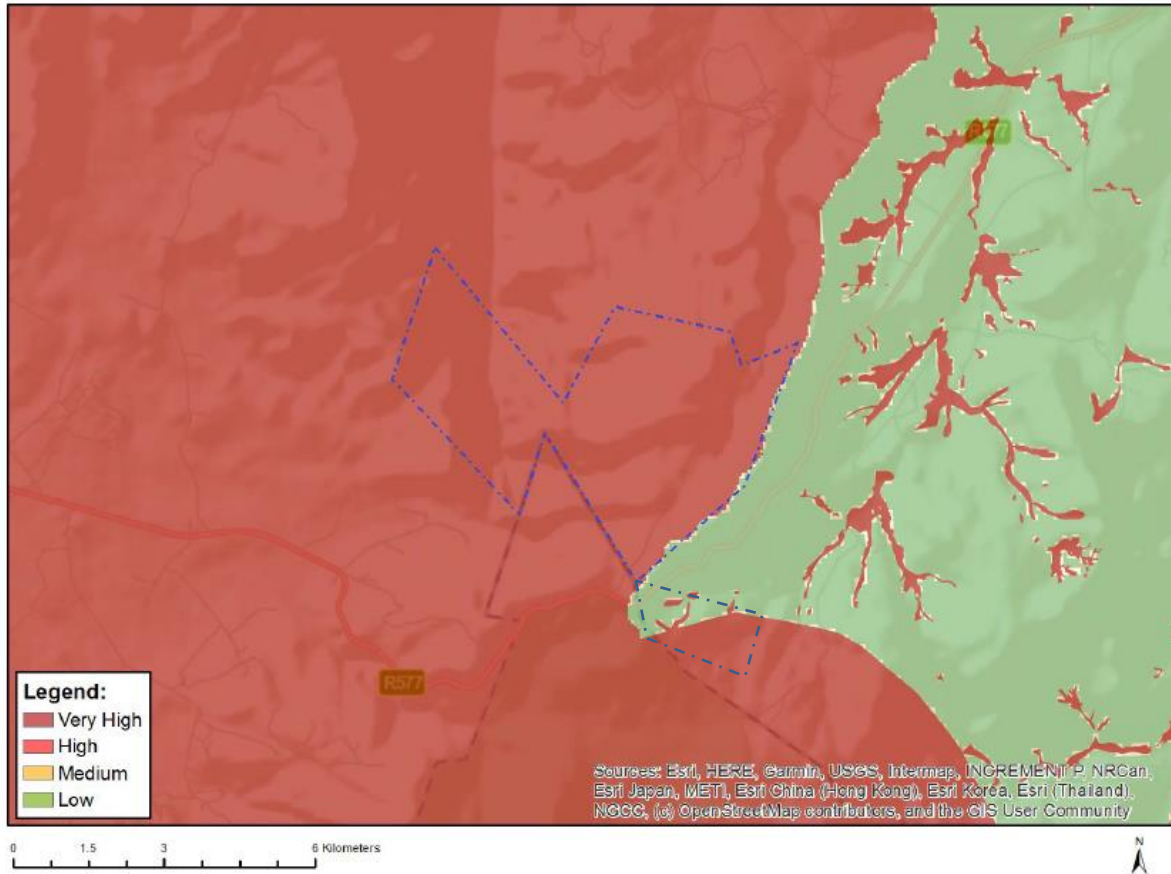 R577
R577
Legend:
Very High
High
Medium
Low
Sources: Esri, HERE, Garmin, USGS, Intermap, INCREMENT P, NRCan,
Esri Japan, METI, Esri China (Hong Kong), Esri Korea, Esri (Thailand),
NGCC, (c) OpenStreetMap contributors, and the GIS User Community
0 1.5 3 6 Kilometers
N